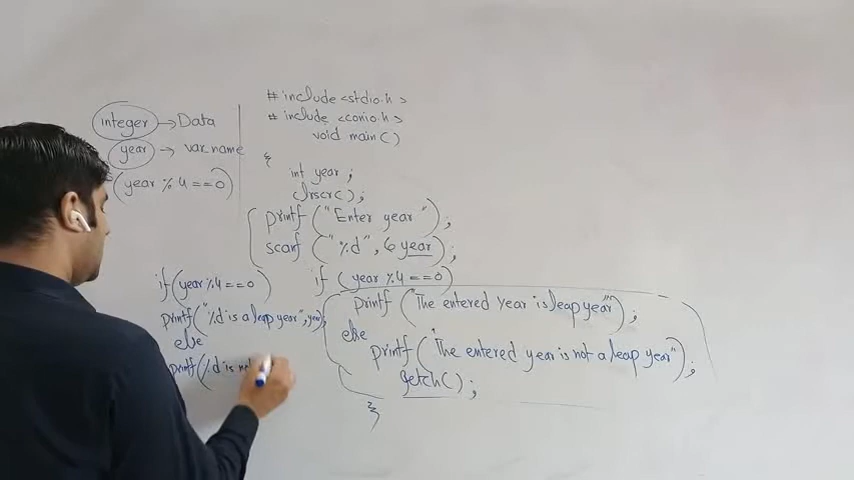 integer → Data
year → var.name
(year % 4 ==0)
# include <stdio.h>
# include <conio.h>
void main()
{
int year ;
clrscr() ;
printf ("Enter year ") ;
scanf ("%d", &year) ;
if (year % 4 ==0)
printf ("The entered year is leap year") ;
else
printf ("The entered year is not a leap year") ;
getch() ;
}
if (year % 4 ==0)
printf ("%d is a leap year", year);
else
printf (%d is not